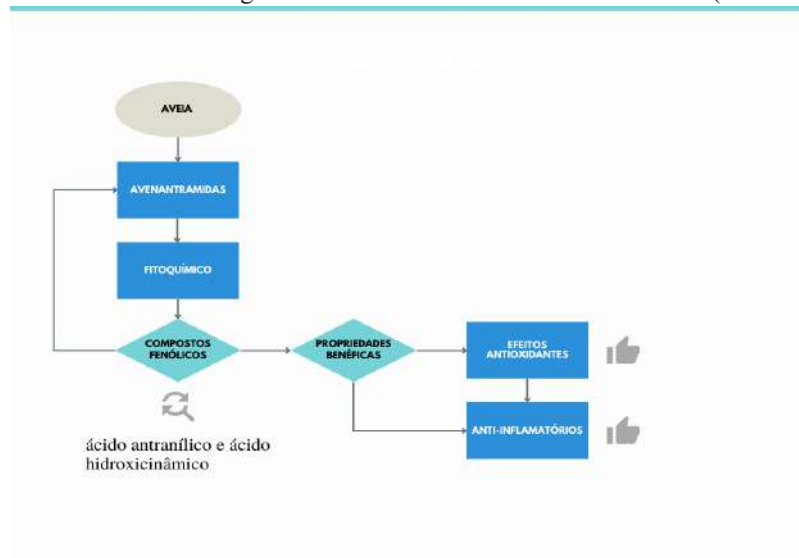 AVEIA
AVENANTRAMIDAS
FITOQUÍMICO
COMPOSTOS
FENÓLICOS
PROPRIEDADES
BENÉFICAS
EFEITOS
ANTIOXIDANTES
ANTI-INFLAMATÓRIOS
ácido antranílico e ácido
hidroxicinâmico